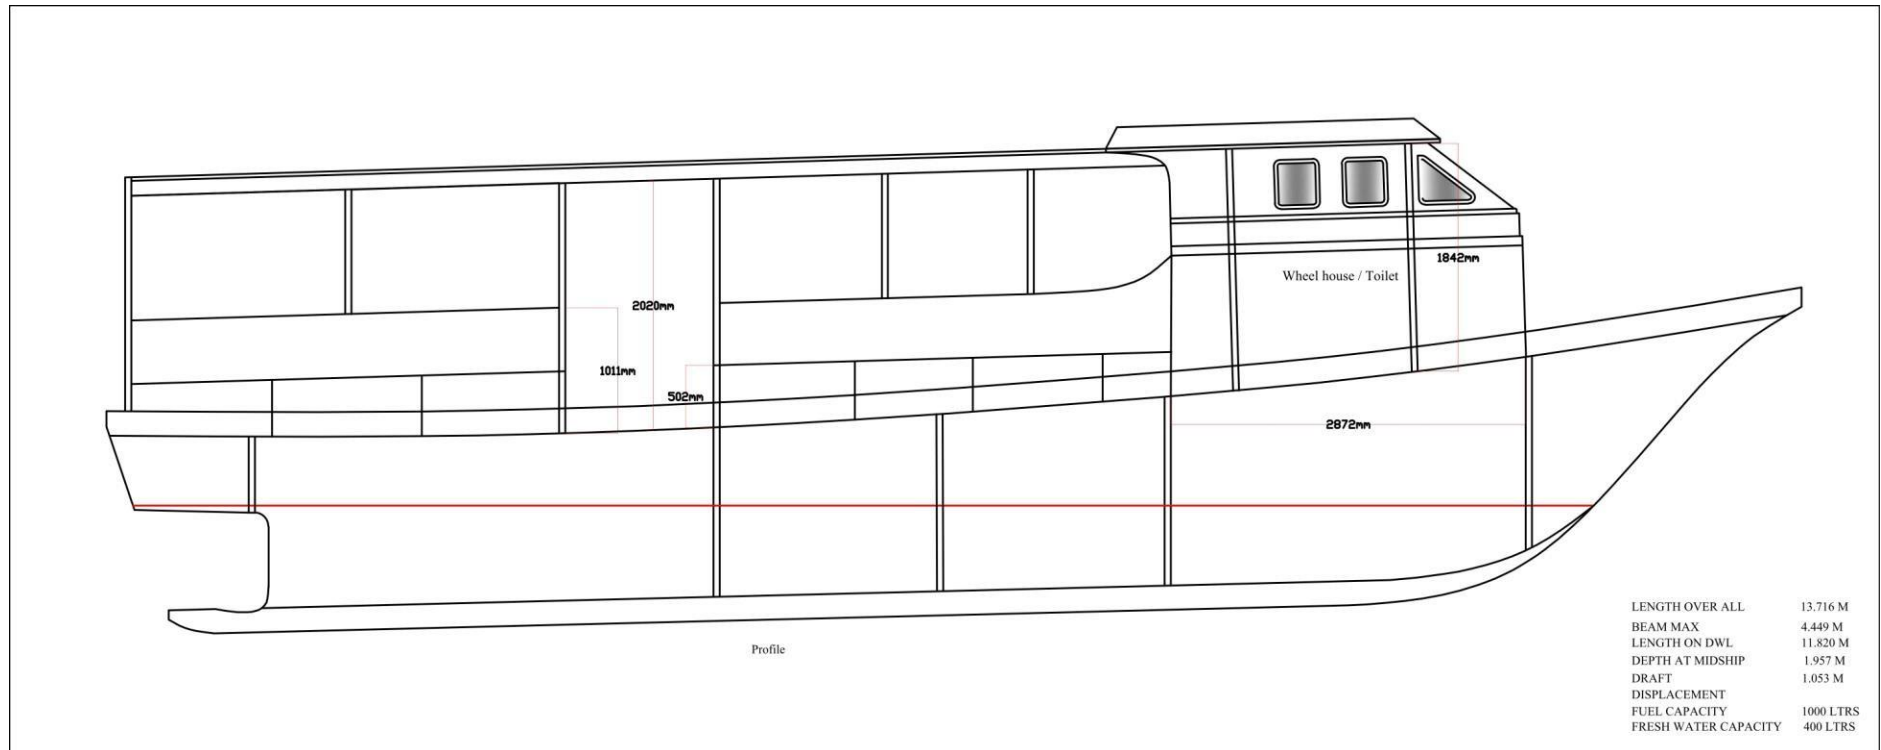 1842mm
Wheel house / Toilet
2020mm
1011mm
502mm
2872mm
LENGTH OVER ALL 13.716 M
BEAM MAX 4.449 M
LENGTH ON DWL 11.820 M
DEPTH AT MIDSHIP 1.957 M
DRAFT 1.053 M
DISPLACEMENT
FUEL CAPACITY 1000 LTRS
FRESH WATER CAPACITY 400 LTRS
Profile